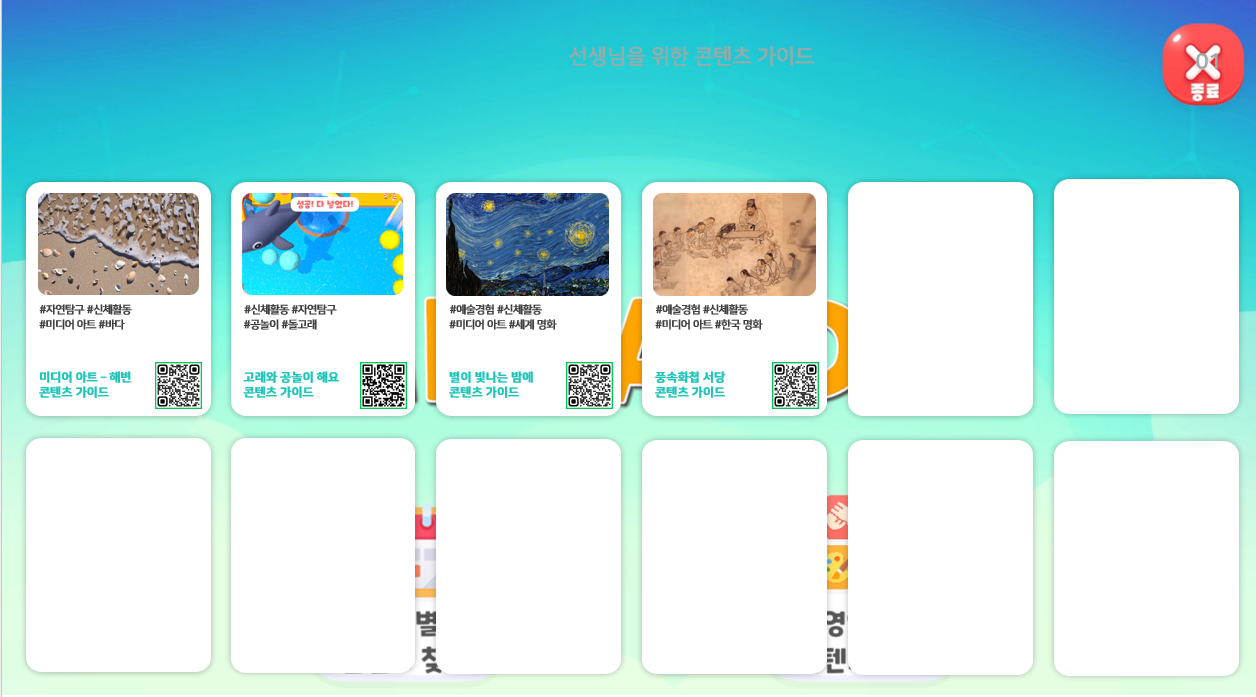 선생님을 위한 콘텐츠 가이드
01
종료
성공! 다 넣었다!
#자연탐구 #신체활동
#미디어 아트 #바다
미디어 아트 – 해변
콘텐츠 가이드
#신체활동 #자연탐구
#공놀이 #돌고래
고래와 공놀이 해요
콘텐츠 가이드
#예술경험 #신체활동
#미디어 아트 #세계 명화
별이 빛나는 밤에
콘텐츠 가이드
#예술경험 #신체활동
#미디어 아트 #한국 명화
풍속화첩 서당
콘텐츠 가이드
별
찾
영
텐